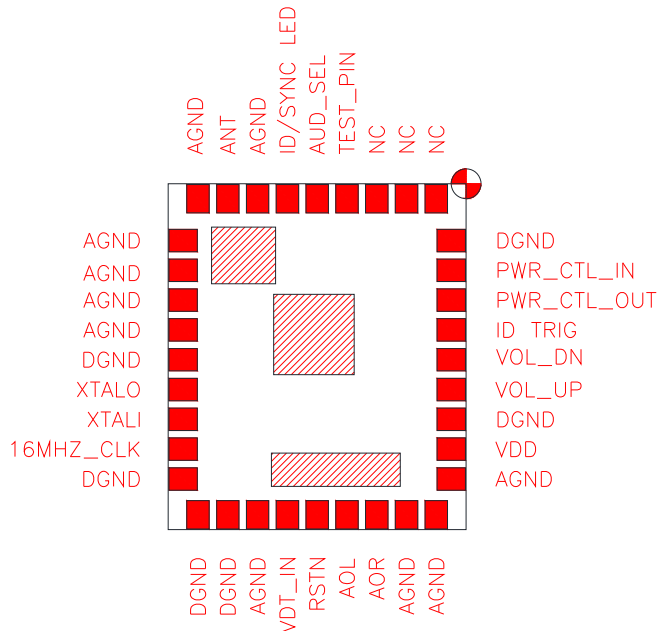 AGND
ANT
AGND
ID/SYNC LED
AUD_SEL
TEST_PIN
NC
NC
NC
AGND
AGND
AGND
AGND
DGND
XTALO
XTALI
16MHZ_CLK
DGND
DGND
PWR_CTL_IN
PWR_CTL_OUT
ID TRIG
VOL_DN
VOL_UP
DGND
VDD
AGND
DGND
DGND
AGND
VDT_IN
RSTN
AOL
AOR
AGND
AGND